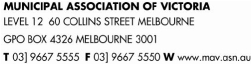 MUNICIPAL ASSOCIATION OF VICTORIA
LEVEL 12 60 COLLINS STREET MELBOURNE
GPO BOX 4326 MELBOURNE 3001
T 03] 9667 5555 F 03] 9667 5550 W www.mav.asn.au